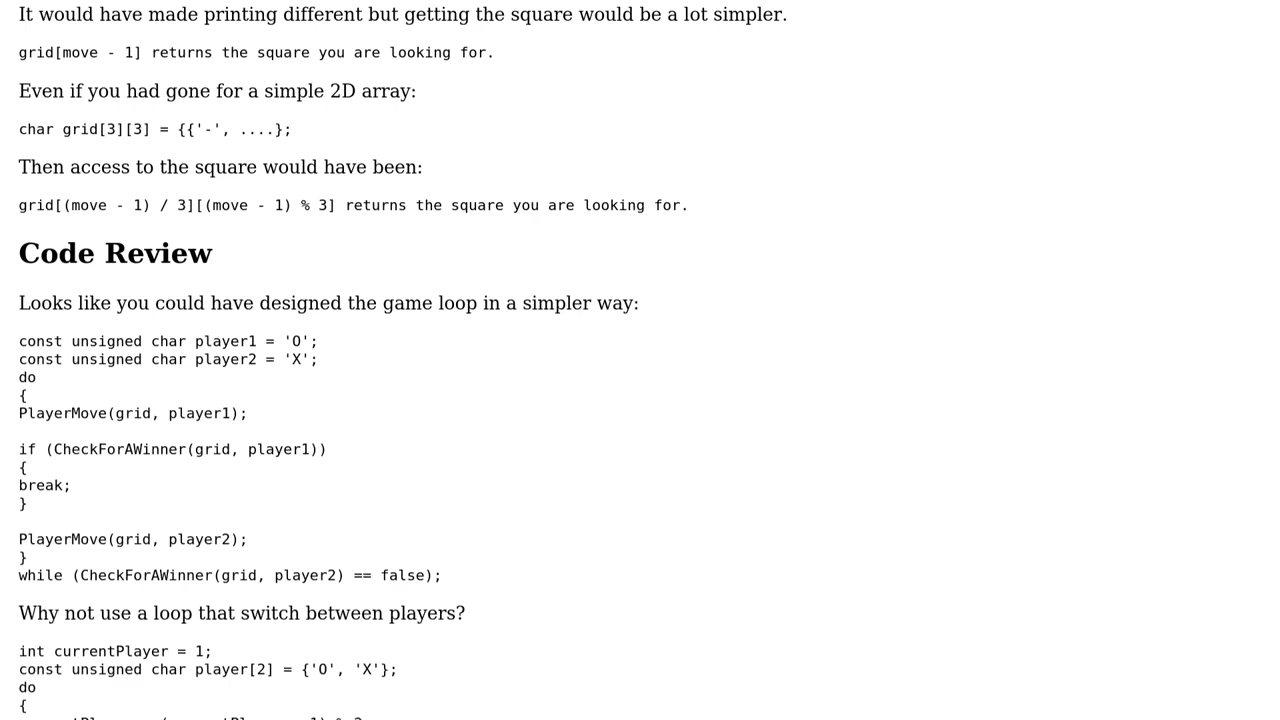 It would have made printing different but getting the square would be a lot simpler.
grid[move - 1] returns the square you are looking for.
Even if you had gone for a simple 2D array:
char grid[3][3] = {{'-', ....};
Then access to the square would have been:
grid[(move - 1) / 3][(move - 1) % 3] returns the square you are looking for.
Code Review
Looks like you could have designed the game loop in a simpler way:
const unsigned char player1 = 'O';
const unsigned char player2 = 'X';
do
{
PlayerMove(grid, player1);
if (CheckForAWinner(grid, player1))
{
break;
}
PlayerMove(grid, player2);
}
while (CheckForAWinner(grid, player2) == false);
Why not use a loop that switch between players?
int currentPlayer = 1;
const unsigned char player[2] = {'O', 'X'};
do
{